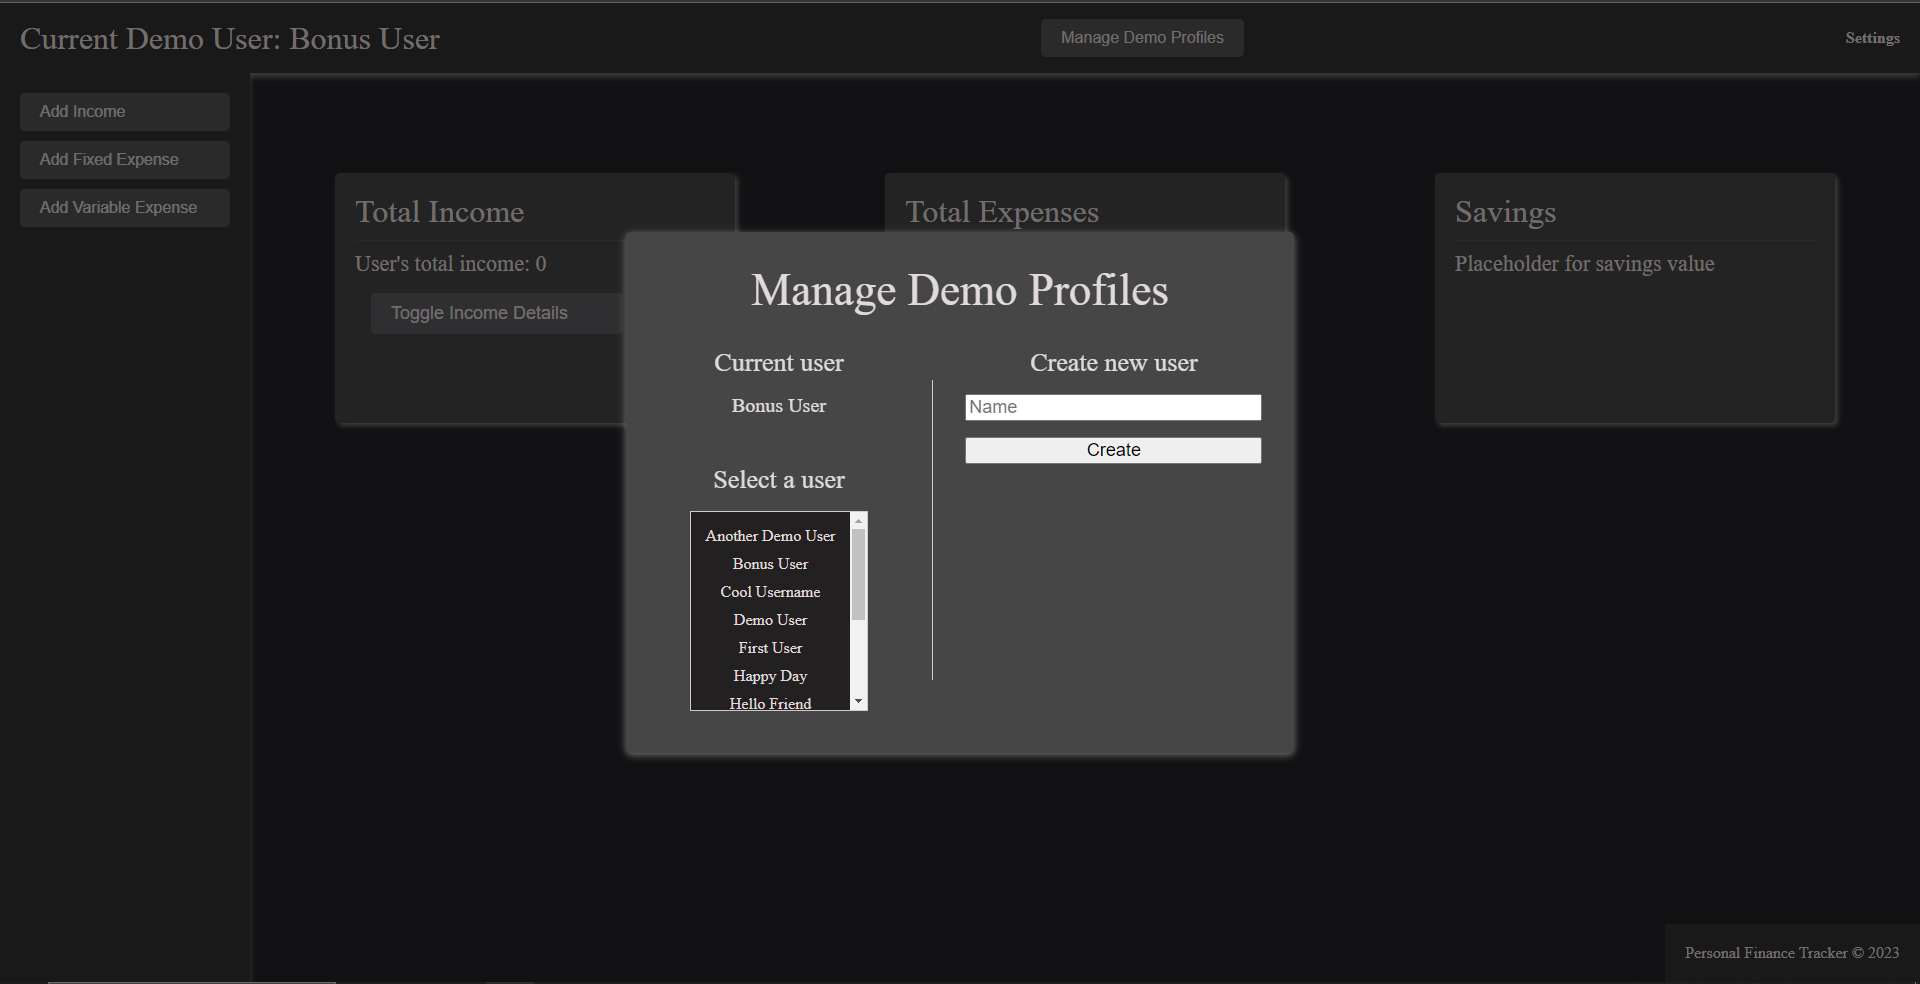 Current Demo User: Bonus User
Manage Demo Profiles
Settings
Add Income
Add Fixed Expense
Add Variable Expense
Total Income
User's total income: 0
Toggle Income Details
Total Expenses
Savings
Placeholder for savings value
Manage Demo Profiles
Current user
Bonus User
Select a user
Another Demo User
Bonus User
Cool Username
Demo User
First User
Happy Day
Hello Friend
Create new user
Name
Create
Personal Finance Tracker © 2023